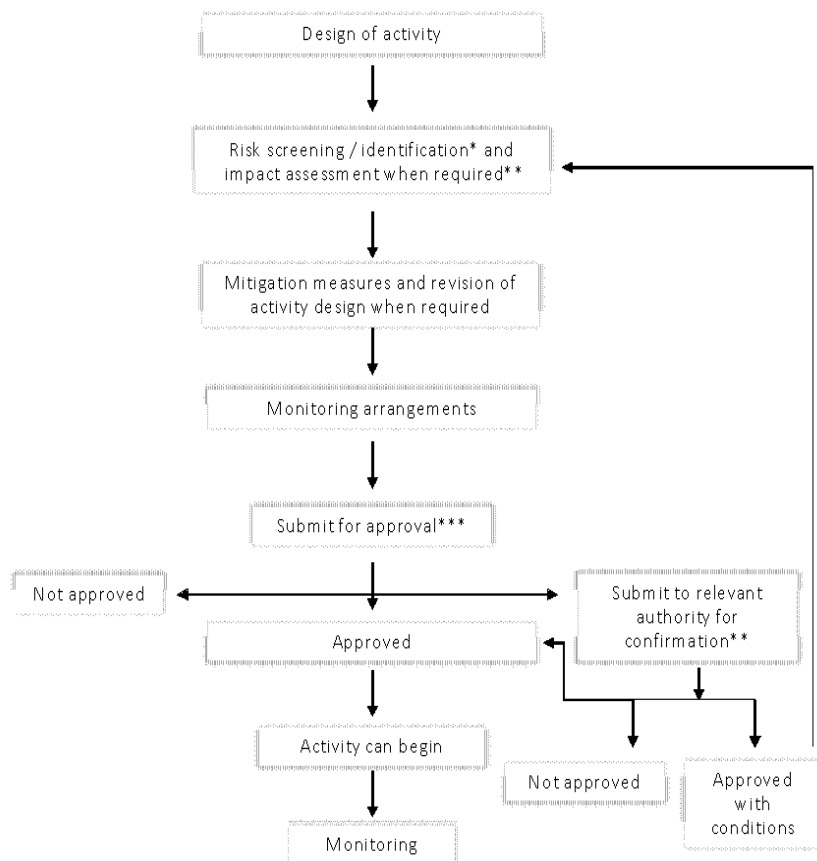 Design of activity
Risk screening / identification* and
impact assessment when required**
Mitigation measures and revision of
activity design when required
Monitoring arrangements
Submit for approval***
Not approved
Submit to relevant
authority for
confirmation**
Approved
Activity can begin
Not approved
Approved
with
conditions
Monitoring